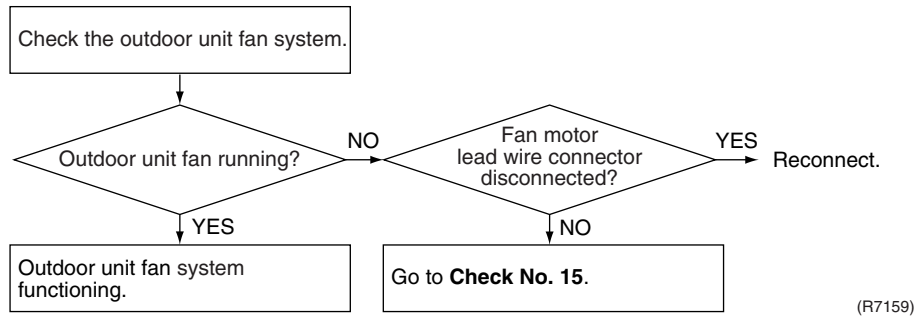 Check the outdoor unit fan system.
Outdoor unit fan running?
NO
Fan motor
lead wire connector
disconnected?
YES
Reconnect.
YES
NO
Outdoor unit fan system
functioning.
Go to Check No. 15.
(R7159)